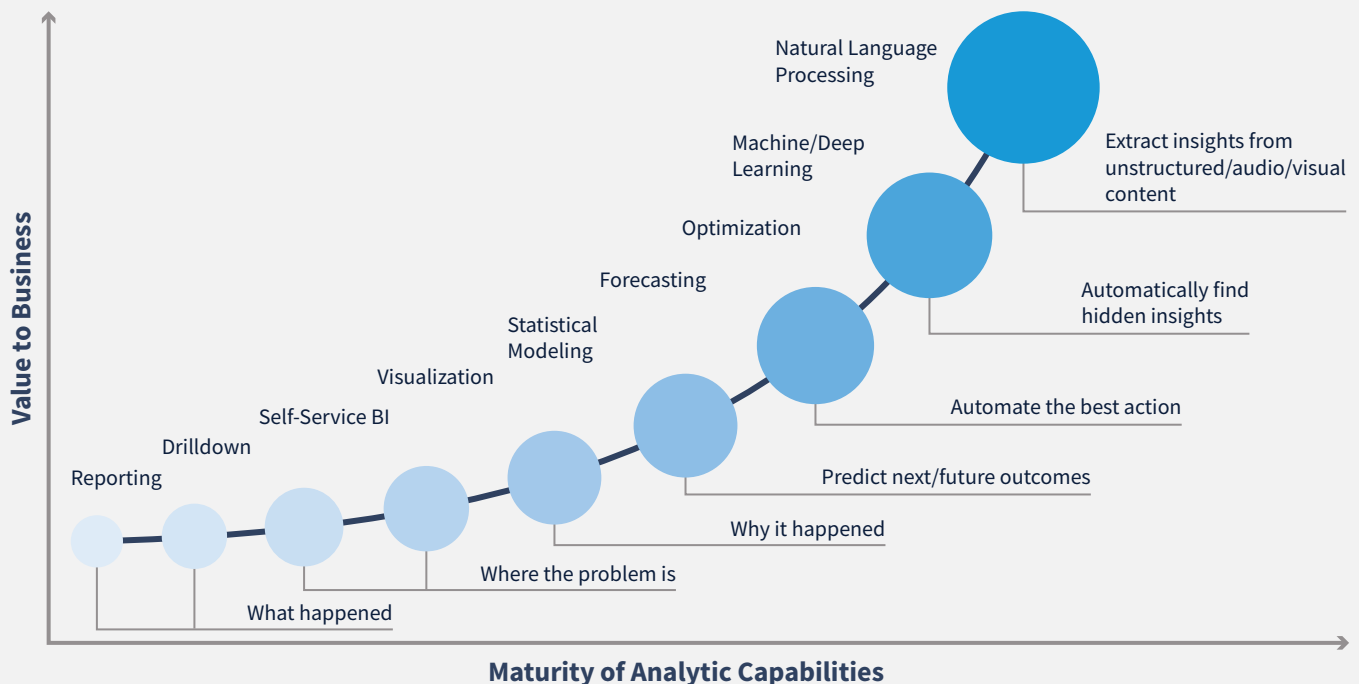 Natural Language
Processing
Machine/Deep
Learning
Extract insights from
unstructured/audio/visual
content
Optimization
Forecasting
Automatically find
hidden insights
Statistical
Modeling
Visualization
Self-Service BI
Automate the best action
Drilldown
Reporting
Predict next/future outcomes
Why it happened
Where the problem is
What happened
Value to Business
Maturity of Analytic Capabilities